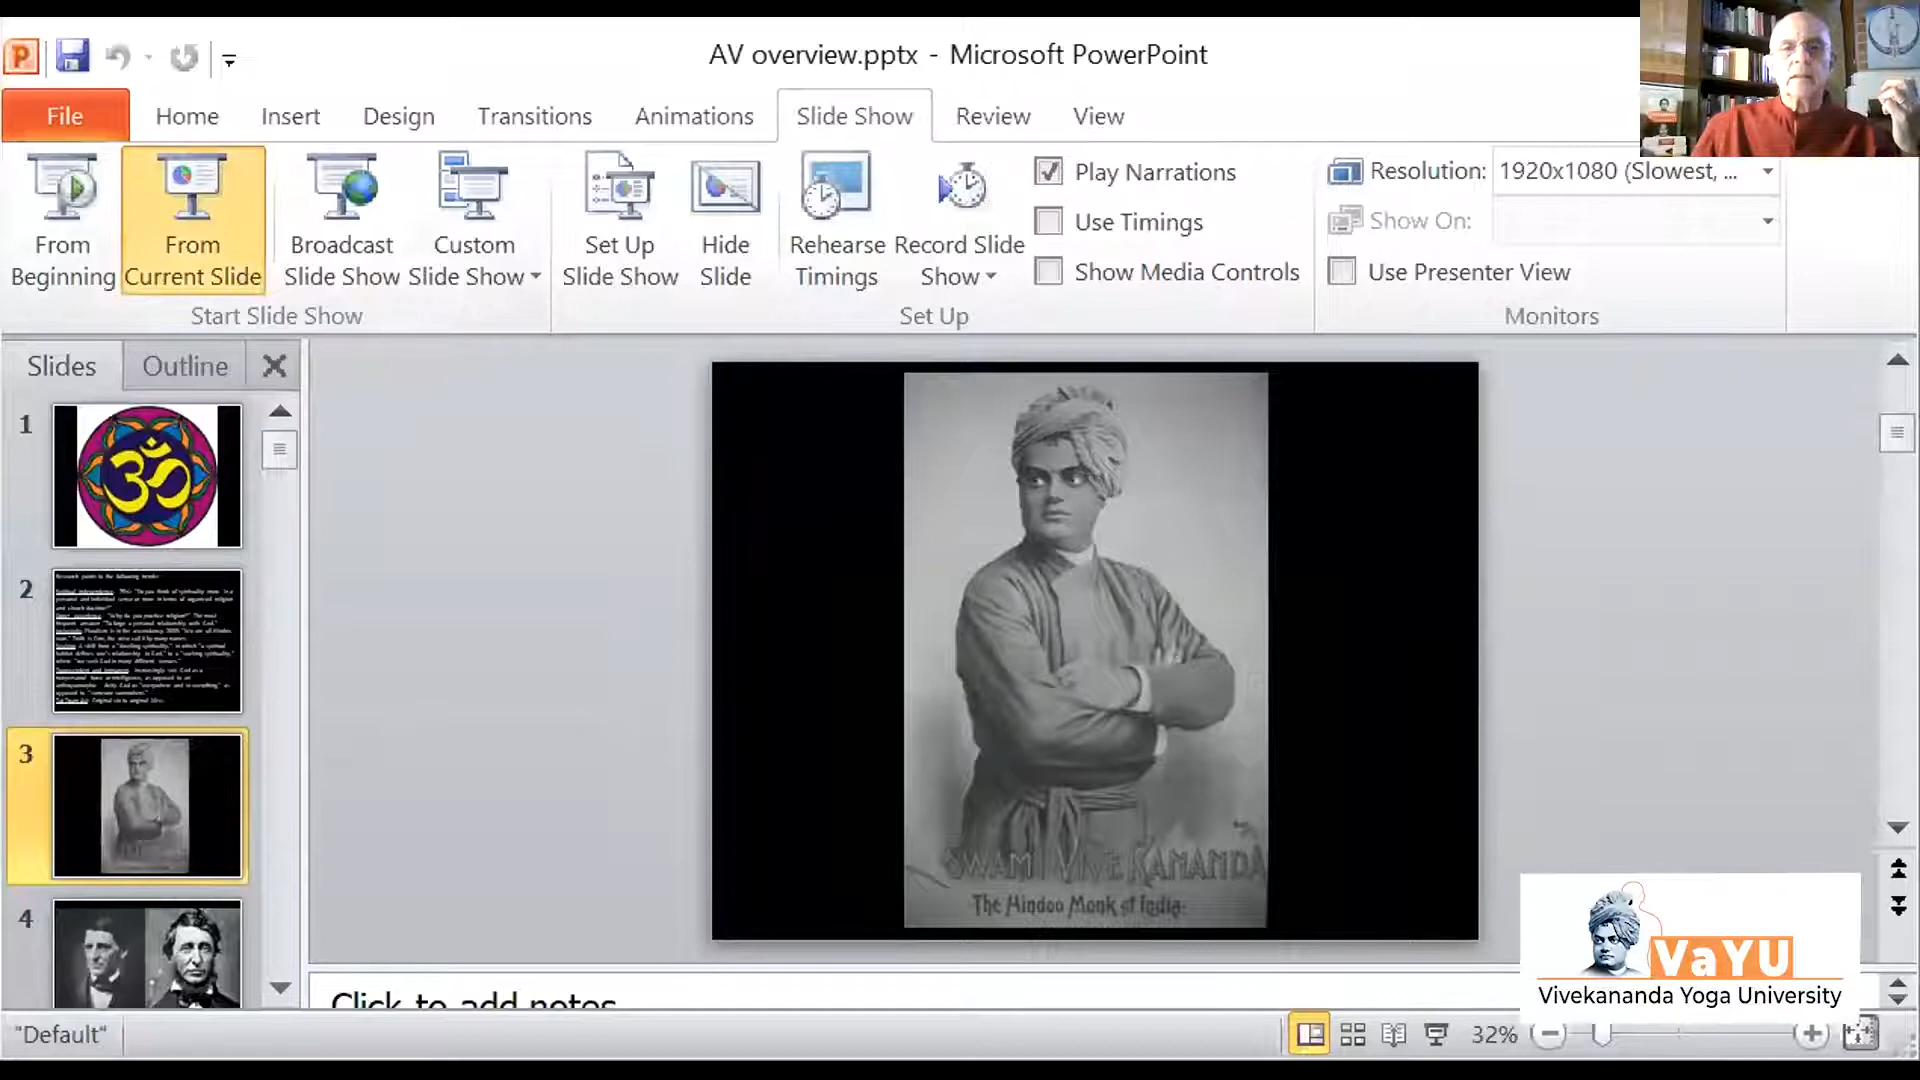 AV overview.pptx - Microsoft PowerPoint
File Home Insert Design Transitions Animations Slide Show Review View
From Beginning
From Current Slide
Broadcast Slide Show
Custom Slide Show
Set Up Slide Show
Hide Slide
Rehearse Timings
Record Slide Show
Play Narrations
Use Timings
Show Media Controls
Resolution: 1920x1080 (Slowest, ...
Show On:
Use Presenter View
Start Slide Show
Set Up
Monitors
Slides Outline
1
ॐ
2
3
4
SWAMI VIVEKANANDA
The Hindoo Monk of India.
Click to add notes
VaYU
Vivekananda Yoga University
"Default"
32%